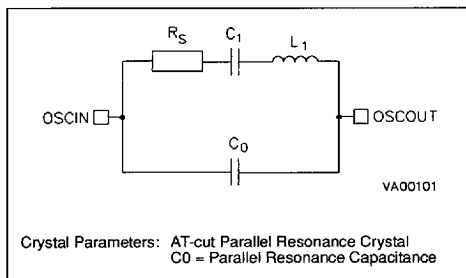 RS C1 L1
OSCIN OSCOUT
C0
VA00101
Crystal Parameters: AT-cut Parallel Resonance Crystal
C0 = Parallel Resonance Capacitance